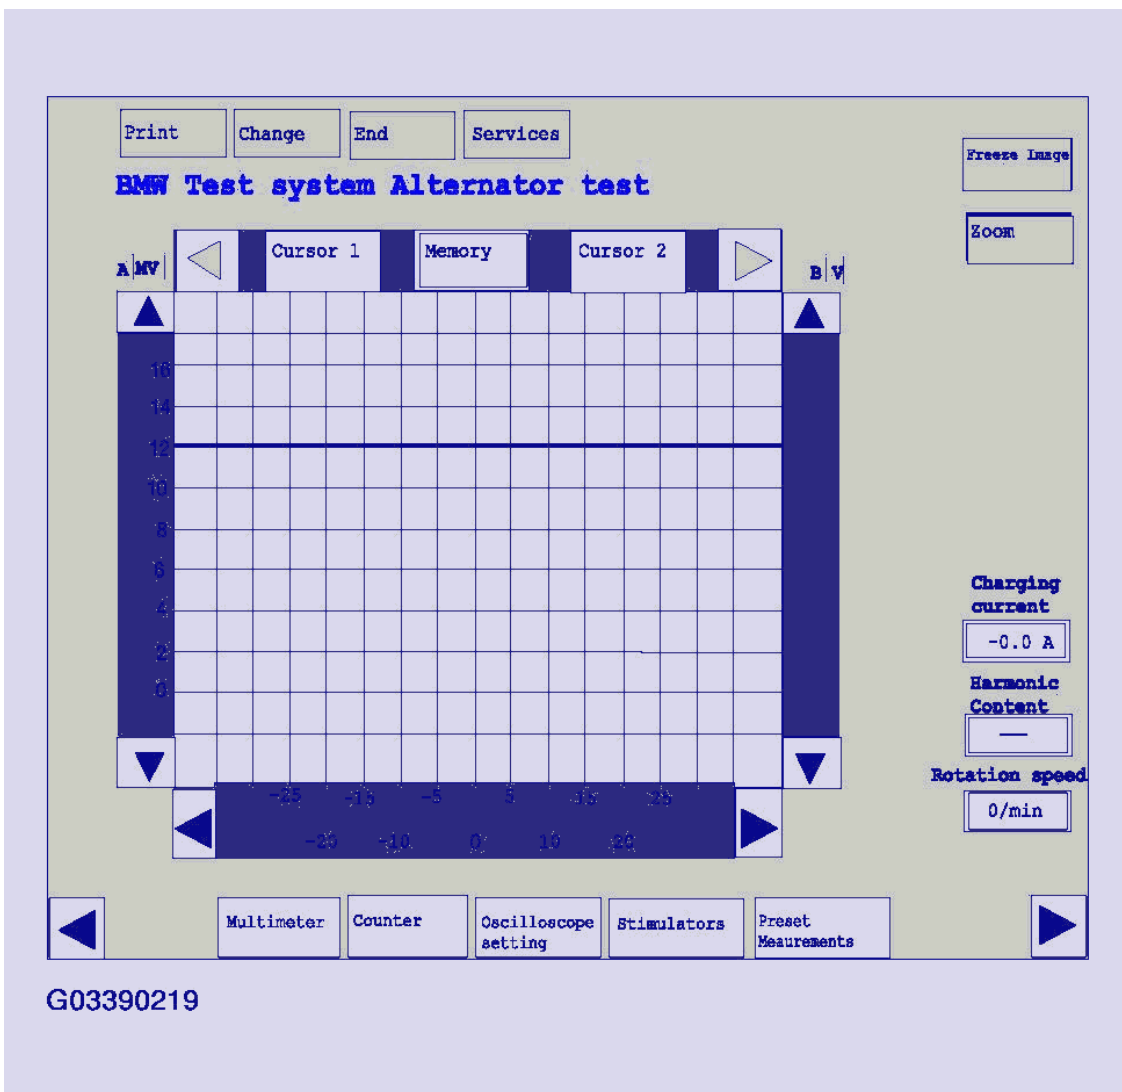 Print
Change
End
Services
Freeze Image
BMW Test system Alternator test
Zoom
Cursor 1
Memory
Cursor 2
A MV
B V
16
14
12
10
8
6
4
2
0
-25 -15 -5 5 15 25
-20 -10 0 10 20
Charging
current
-0.0 A
Harmonic
Content
—
Rotation speed
0/min
Multimeter
Counter
Oscilloscope
setting
Stimulators
Preset
Meaurements
G03390219